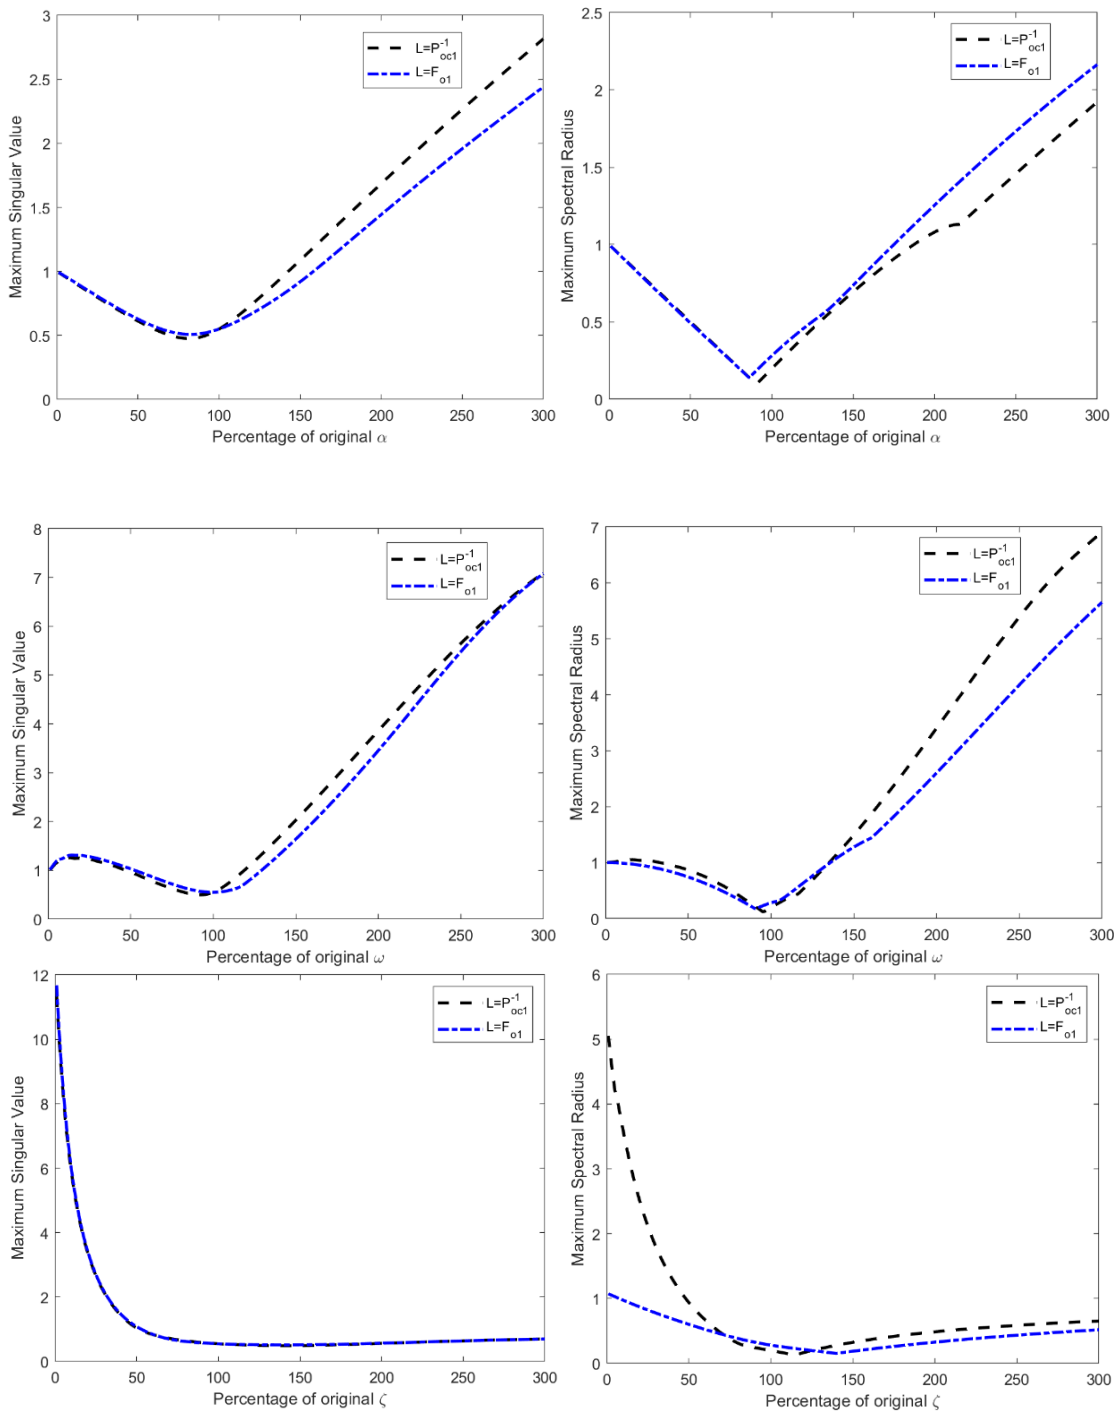 3
2.5
2
1.5
1
0.5
0
Maximum Singular Value
L=P⁻¹oc1
L=Fo1
0 50 100 150 200 250 300
Percentage of original α
2.5
2
1.5
1
0.5
0
Maximum Spectral Radius
L=P⁻¹oc1
L=Fo1
0 50 100 150 200 250 300
Percentage of original α
8
7
6
5
4
3
2
1
0
Maximum Singular Value
L=P⁻¹oc1
L=Fo1
0 50 100 150 200 250 300
Percentage of original ω
7
6
5
4
3
2
1
0
Maximum Spectral Radius
L=P⁻¹oc1
L=Fo1
0 50 100 150 200 250 300
Percentage of original ω
12
10
8
6
4
2
0
Maximum Singular Value
L=P⁻¹oc1
L=Fo1
0 50 100 150 200 250 300
Percentage of original ζ
6
5
4
3
2
1
0
Maximum Spectral Radius
L=P⁻¹oc1
L=Fo1
0 50 100 150 200 250 300
Percentage of original ζ